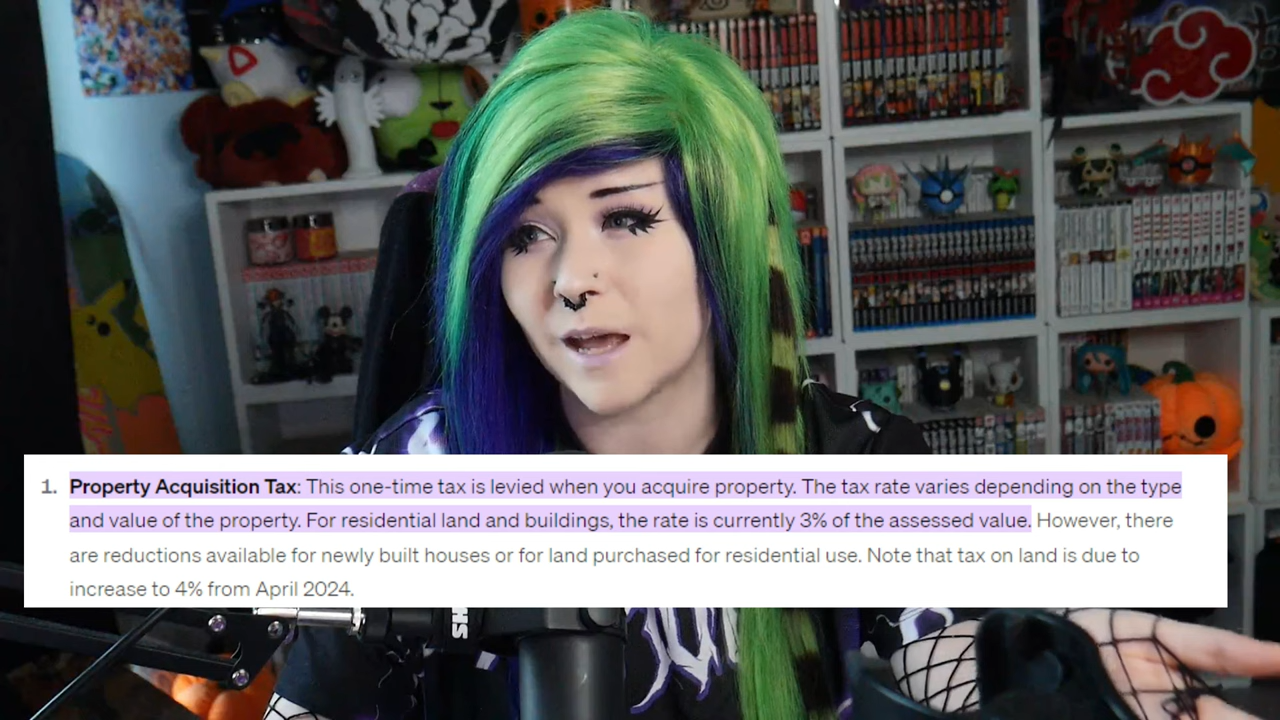 1. Property Acquisition Tax: This one-time tax is levied when you acquire property. The tax rate varies depending on the type
and value of the property. For residential land and buildings, the rate is currently 3% of the assessed value. However, there
are reductions available for newly built houses or for land purchased for residential use. Note that tax on land is due to
increase to 4% from April 2024.
SH